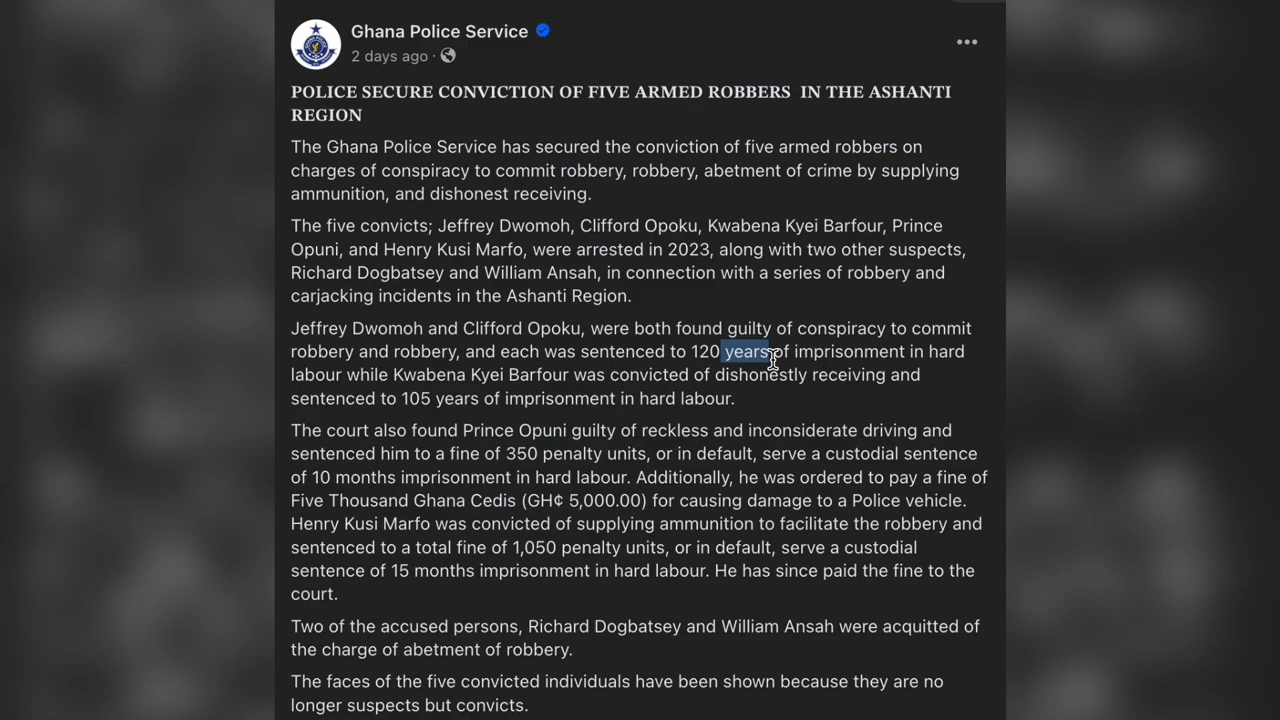 Ghana Police Service
2 days ago ·
POLICE SECURE CONVICTION OF FIVE ARMED ROBBERS IN THE ASHANTI
REGION
The Ghana Police Service has secured the conviction of five armed robbers on
charges of conspiracy to commit robbery, robbery, abetment of crime by supplying
ammunition, and dishonest receiving.
The five convicts; Jeffrey Dwomoh, Clifford Opoku, Kwabena Kyei Barfour, Prince
Opuni, and Henry Kusi Marfo, were arrested in 2023, along with two other suspects,
Richard Dogbatsey and William Ansah, in connection with a series of robbery and
carjacking incidents in the Ashanti Region.
Jeffrey Dwomoh and Clifford Opoku, were both found guilty of conspiracy to commit
robbery and robbery, and each was sentenced to 120 years of imprisonment in hard
labour while Kwabena Kyei Barfour was convicted of dishonestly receiving and
sentenced to 105 years of imprisonment in hard labour.
The court also found Prince Opuni guilty of reckless and inconsiderate driving and
sentenced him to a fine of 350 penalty units, or in default, serve a custodial sentence
of 10 months imprisonment in hard labour. Additionally, he was ordered to pay a fine of
Five Thousand Ghana Cedis (GH¢ 5,000.00) for causing damage to a Police vehicle.
Henry Kusi Marfo was convicted of supplying ammunition to facilitate the robbery and
sentenced to a total fine of 1,050 penalty units, or in default, serve a custodial
sentence of 15 months imprisonment in hard labour. He has since paid the fine to the
court.
Two of the accused persons, Richard Dogbatsey and William Ansah were acquitted of
the charge of abetment of robbery.
The faces of the five convicted individuals have been shown because they are no
longer suspects but convicts.